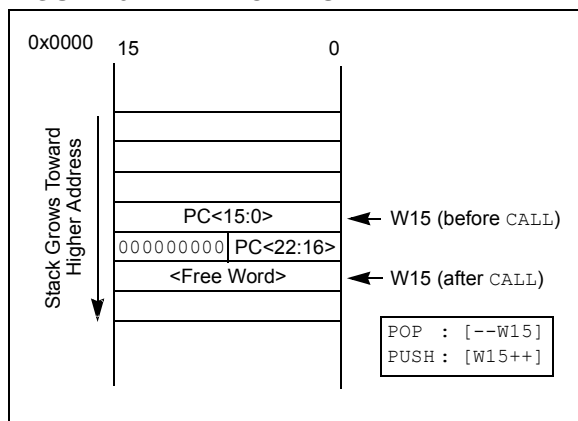 0x0000
15 0
Stack Grows Toward
Higher Address
PC<15:0>
W15 (before CALL)
000000000 PC<22:16>
<Free Word>
W15 (after CALL)
POP : [--W15]
PUSH : [W15++]